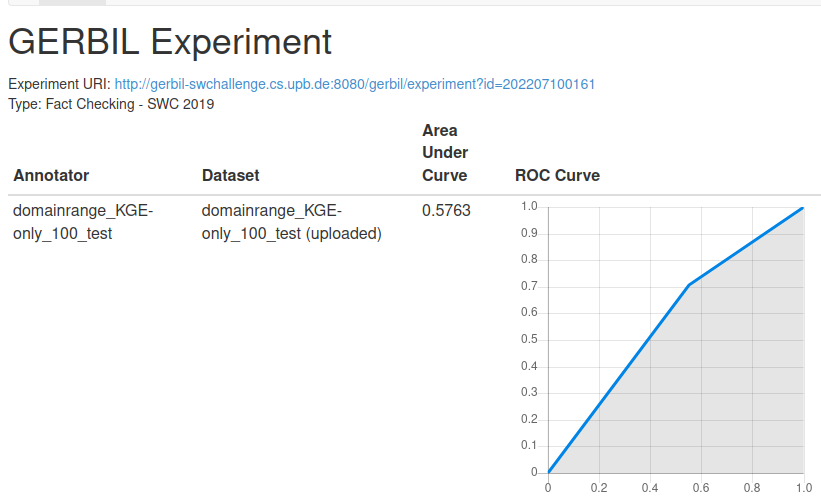 GERBIL Experiment
Experiment URI: http://gerbil-swchallenge.cs.upb.de:8080/gerbil/experiment?id=202207100161
Type: Fact Checking - SWC 2019
Area
Under
Annotator Dataset Curve ROC Curve
domainrange_KGE- domainrange_KGE- 0.5763
only_100_test only_100_test (uploaded)
1.0
0.9
0.8
0.7
0.6
0.5
0.4
0.3
0.2
0.1
0
0 0.2 0.4 0.6 0.8 1.0